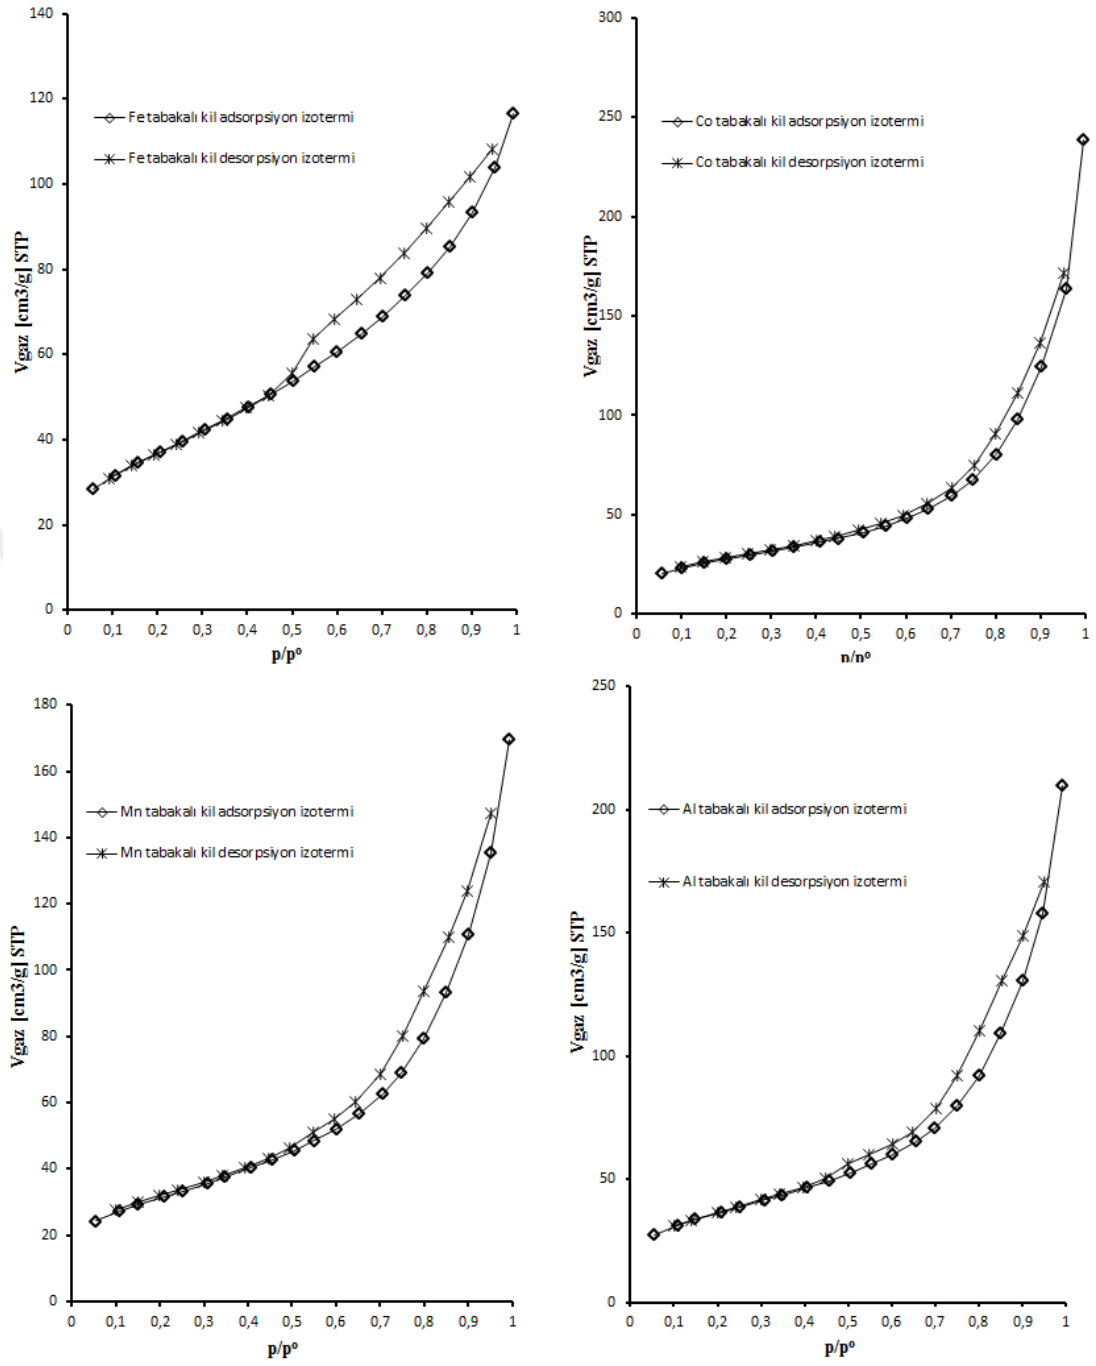 140
120
100
80
60
40
20
0
Vgaz [cm3/g] STP
Fe tabakalı kil adsorpsiyon izotermi
Fe tabakalı kil desorpsiyon izotermi
0 0,1 0,2 0,3 0,4 0,5 0,6 0,7 0,8 0,9 1
p/pº
300
250
200
150
100
50
0
Vgaz [cm3/g] STP
Co tabakalı kil adsorpsiyon izotermi
Co tabakalı kil desorpsiyon izotermi
0 0,1 0,2 0,3 0,4 0,5 0,6 0,7 0,8 0,9 1
p/pº
180
160
140
120
100
80
60
40
20
0
Vgaz [cm3/g] STP
Mn tabakalı kil adsorpsiyon izotermi
Mn tabakalı kil desorpsiyon izotermi
0 0,1 0,2 0,3 0,4 0,5 0,6 0,7 0,8 0,9 1
p/pº
250
200
150
100
50
0
Vgaz [cm3/g] STP
Al tabakalı kil adsorpsiyon izotermi
Al tabakalı kil desorpsiyon izotermi
0 0,1 0,2 0,3 0,4 0,5 0,6 0,7 0,8 0,9 1
p/pº